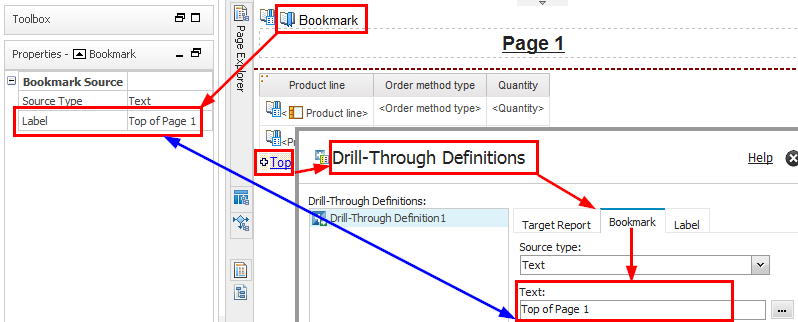 Toolbox
Properties - Bookmark
Bookmark Source
Source Type Text
Label Top of Page 1
Page Explorer
Bookmark
Page 1
Product line Order method type Quantity
<Product line> <Order method type> <Quantity>
<Pr
Top
Drill-Through Definitions
Help
Drill-Through Definitions:
Drill-Through Definition1
Target Report Bookmark Label
Source type:
Text
Text:
Top of Page 1
...